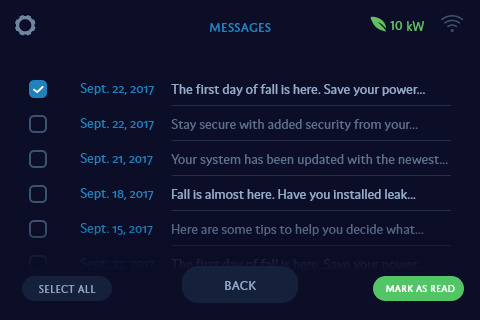 MESSAGES
10 kW
Sept. 22, 2017 The first day of fall is here. Save your power...
Sept. 22, 2017 Stay secure with added security from your...
Sept. 21, 2017 Your system has been updated with the newest...
Sept. 18, 2017 Fall is almost here. Have you installed leak...
Sept. 15, 2017 Here are some tips to help you decide what...
Sept. 22, 2017 The first day of fall is here. Save your power...
SELECT ALL
BACK
MARK AS READ